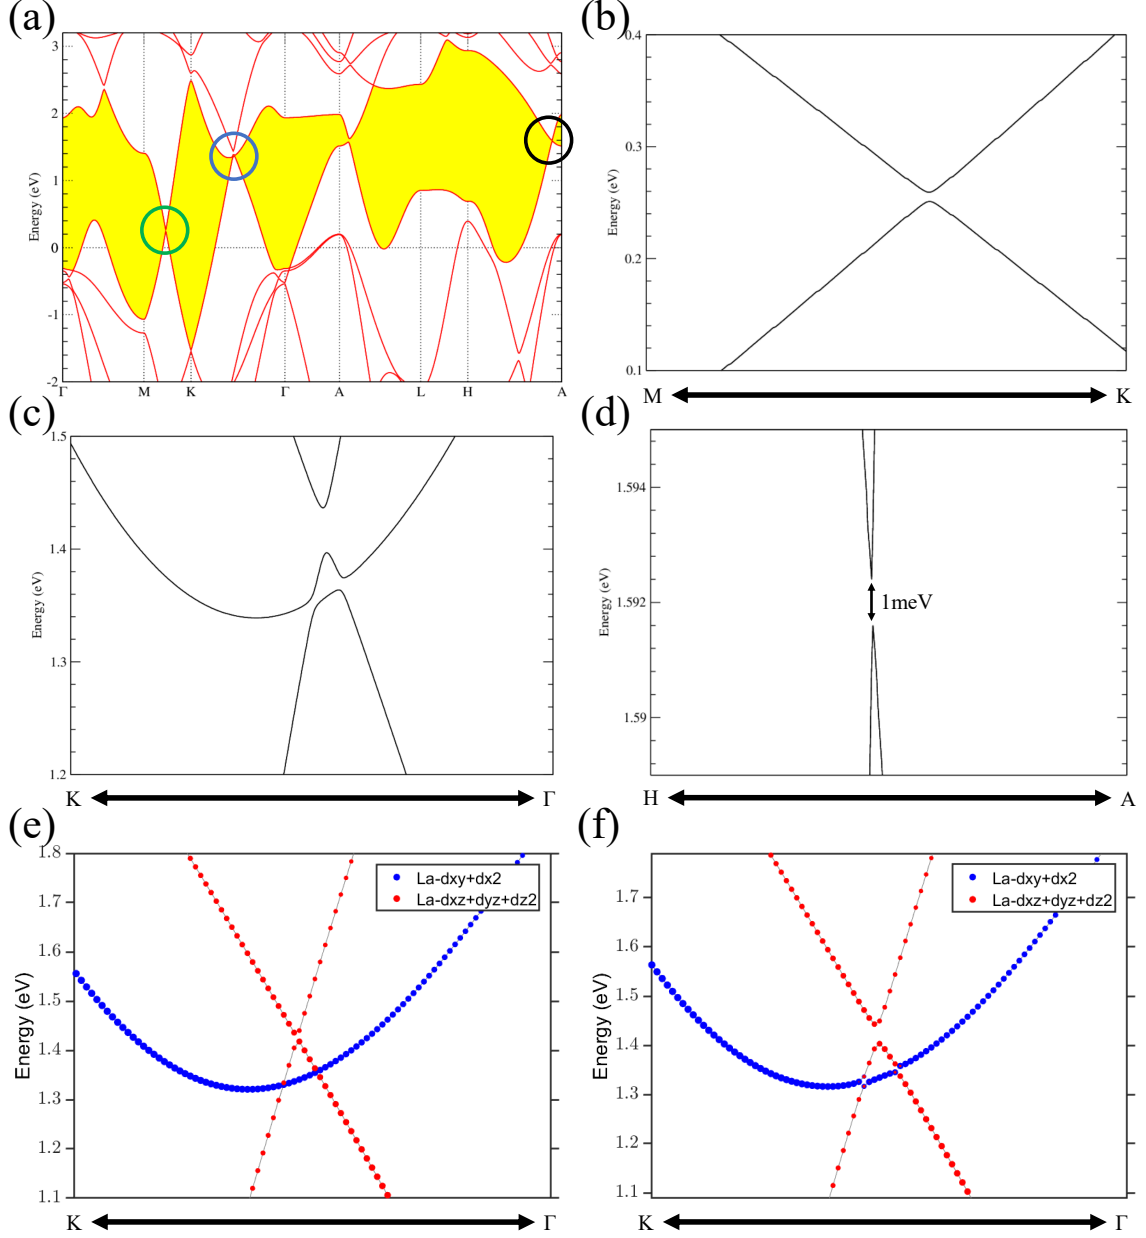 (a)
Energy (eV)
3
2
1
0
-1
-2
Γ M K Γ A L H A
(b)
Energy (eV)
0.4
0.3
0.2
0.1
M K
(c)
Energy (eV)
1.5
1.4
1.3
1.2
K Γ
(d)
Energy (eV)
1.594
1.592
1.59
1meV
H A
(e)
Energy (eV)
1.8
1.7
1.6
1.5
1.4
1.3
1.2
1.1
La-dxy+dx2
La-dxz+dyz+dz2
K Γ
(f)
Energy (eV)
1.7
1.6
1.5
1.4
1.3
1.2
1.1
La-dxy+dx2
La-dxz+dyz+dz2
K Γ